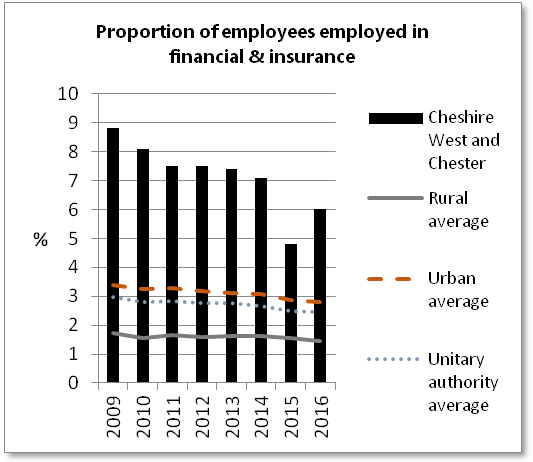 Proportion of employees employed in
financial & insurance
10
9
8
7
6
5
4
3
2
1
0
%
2009
2010
2011
2012
2013
2014
2015
2016
Cheshire
West and
Chester
Rural
average
Urban
average
Unitary
authority
average